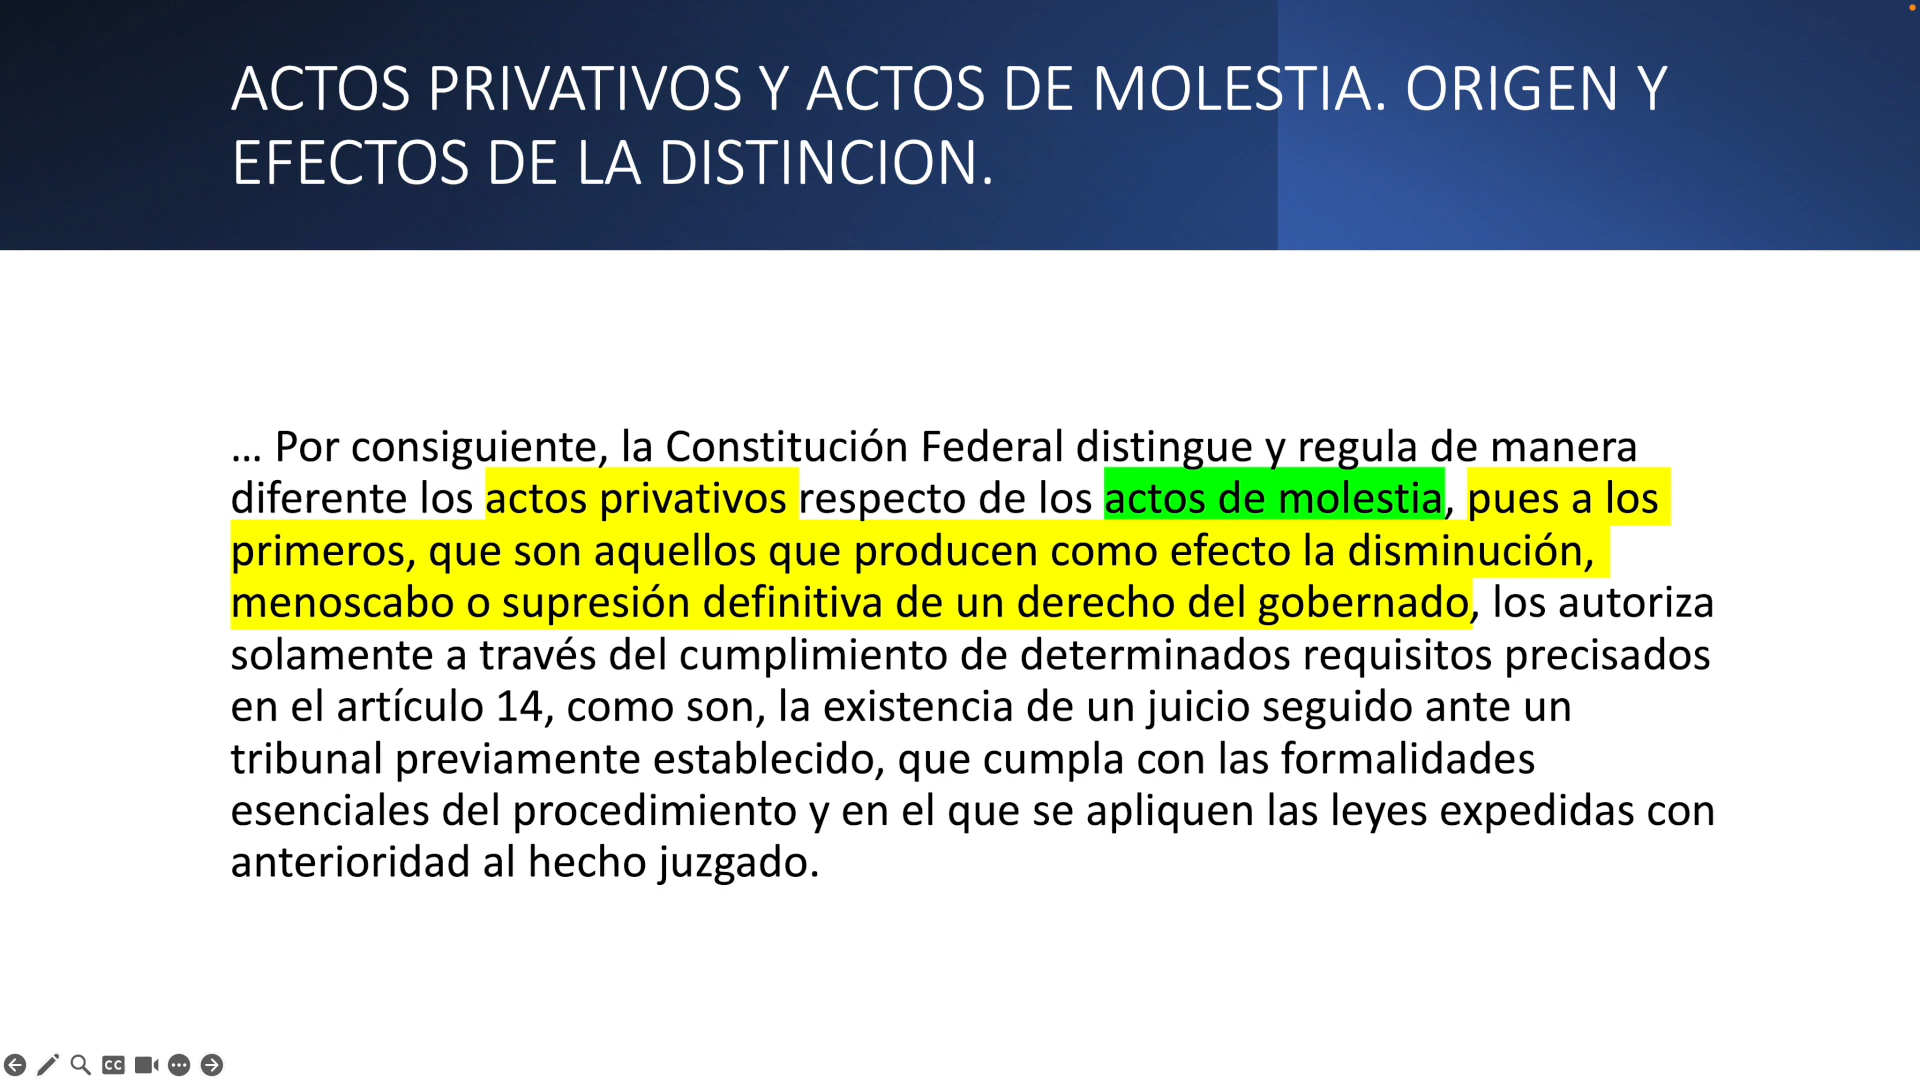 ACTOS PRIVATIVOS Y ACTOS DE MOLESTIA. ORIGEN Y
EFECTOS DE LA DISTINCION.
… Por consiguiente, la Constitución Federal distingue y regula de manera
diferente los actos privativos respecto de los actos de molestia, pues a los
primeros, que son aquellos que producen como efecto la disminución,
menoscabo o supresión definitiva de un derecho del gobernado, los autoriza
solamente a través del cumplimiento de determinados requisitos precisados
en el artículo 14, como son, la existencia de un juicio seguido ante un
tribunal previamente establecido, que cumpla con las formalidades
esenciales del procedimiento y en el que se apliquen las leyes expedidas con
anterioridad al hecho juzgado.
CC